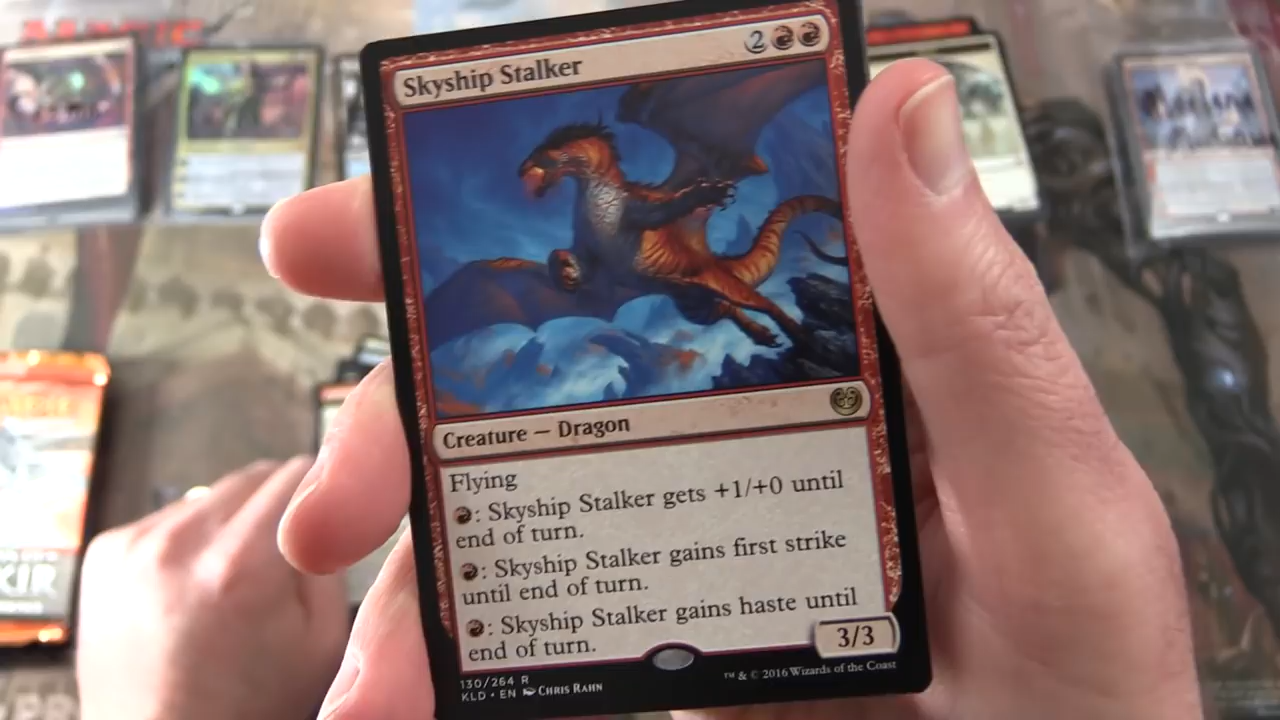 Skyship Stalker 2
Creature — Dragon
Flying
: Skyship Stalker gets +1/+0 until
end of turn.
: Skyship Stalker gains first strike
until end of turn.
: Skyship Stalker gains haste until
end of turn.
3/3
130/264 R
KLD • EN CHRIS RAHN
™ & © 2016 Wizards of the Coast